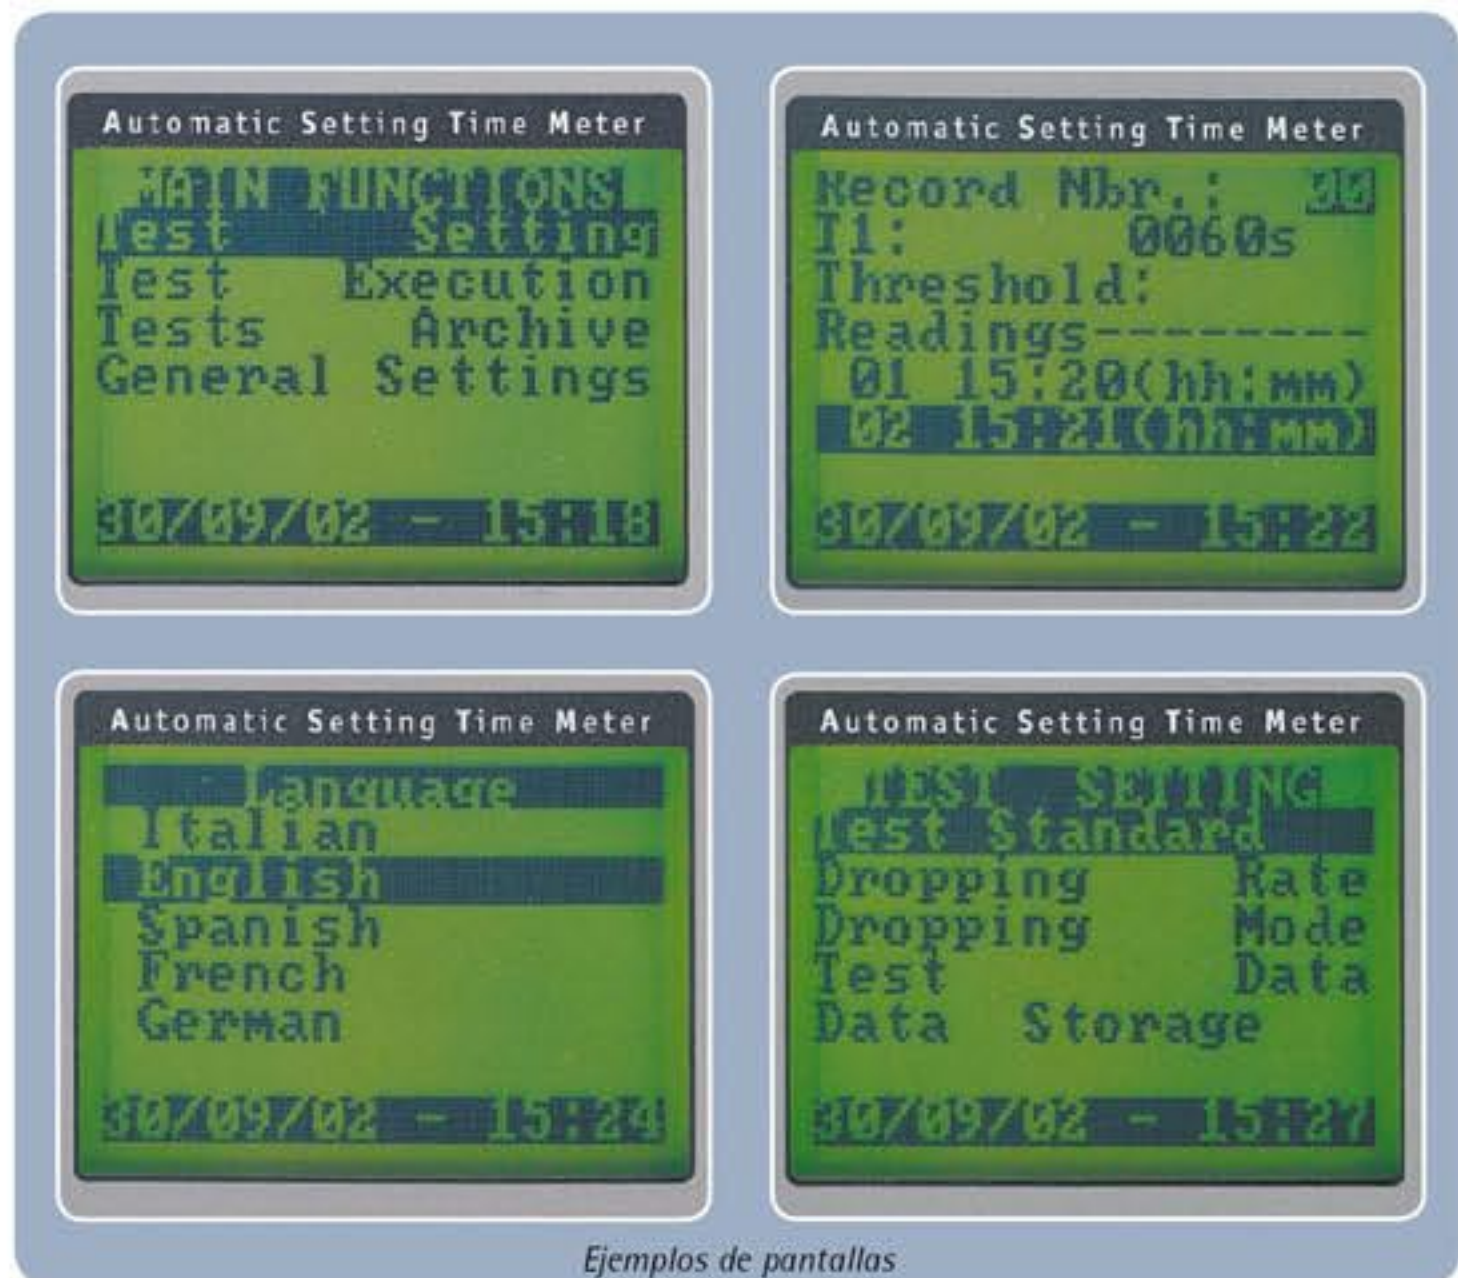 Automatic Setting Time Meter
MAIN FUNCTIONS
Test Setting
Test Execution
Tests Archive
General Settings
30/09/02 - 15:18
Automatic Setting Time Meter
Record Nbr.: 00
T1: 0060s
Threshold:
Readings--------
01 15:20(hh:mm)
02 15:21(hh:mm)
30/09/02 - 15:22
Automatic Setting Time Meter
Language
Italian
English
Spanish
French
German
30/09/02 - 15:24
Automatic Setting Time Meter
TEST SETTING
Test Standard
Dropping Rate
Dropping Mode
Test Data
Data Storage
30/09/02 - 15:27
Ejemplos de pantallas